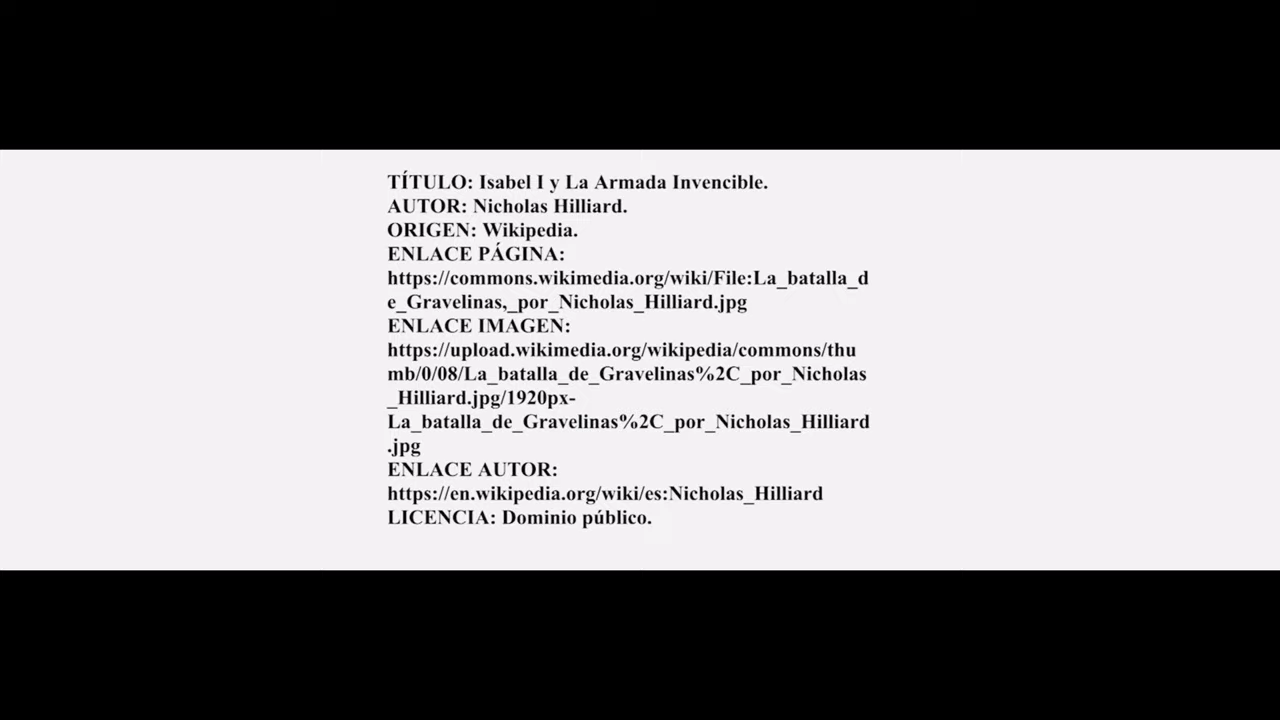 TÍTULO: Isabel I y La Armada Invencible.
AUTOR: Nicholas Hilliard.
ORIGEN: Wikipedia.
ENLACE PÁGINA:
https://commons.wikimedia.org/wiki/File:La_batalla_d
e_Gravelinas,_por_Nicholas_Hilliard.jpg
ENLACE IMAGEN:
https://upload.wikimedia.org/wikipedia/commons/thu
mb/0/08/La_batalla_de_Gravelinas%2C_por_Nicholas
_Hilliard.jpg/1920px-
La_batalla_de_Gravelinas%2C_por_Nicholas_Hilliard
.jpg
ENLACE AUTOR:
https://en.wikipedia.org/wiki/es:Nicholas_Hilliard
LICENCIA: Dominio público.